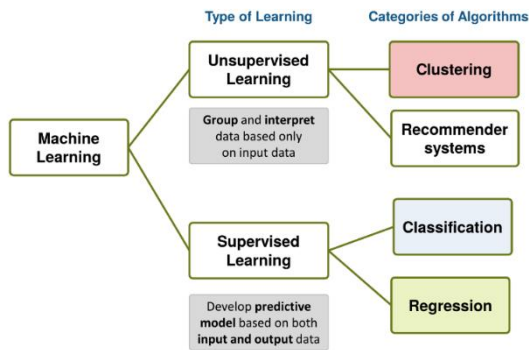 Type of Learning
Categories of Algorithms
Machine
Learning
Unsupervised
Learning
Group and interpret
data based only
on input data
Clustering
Recommender
systems
Supervised
Learning
Develop predictive
model based on both
input and output data
Classification
Regression